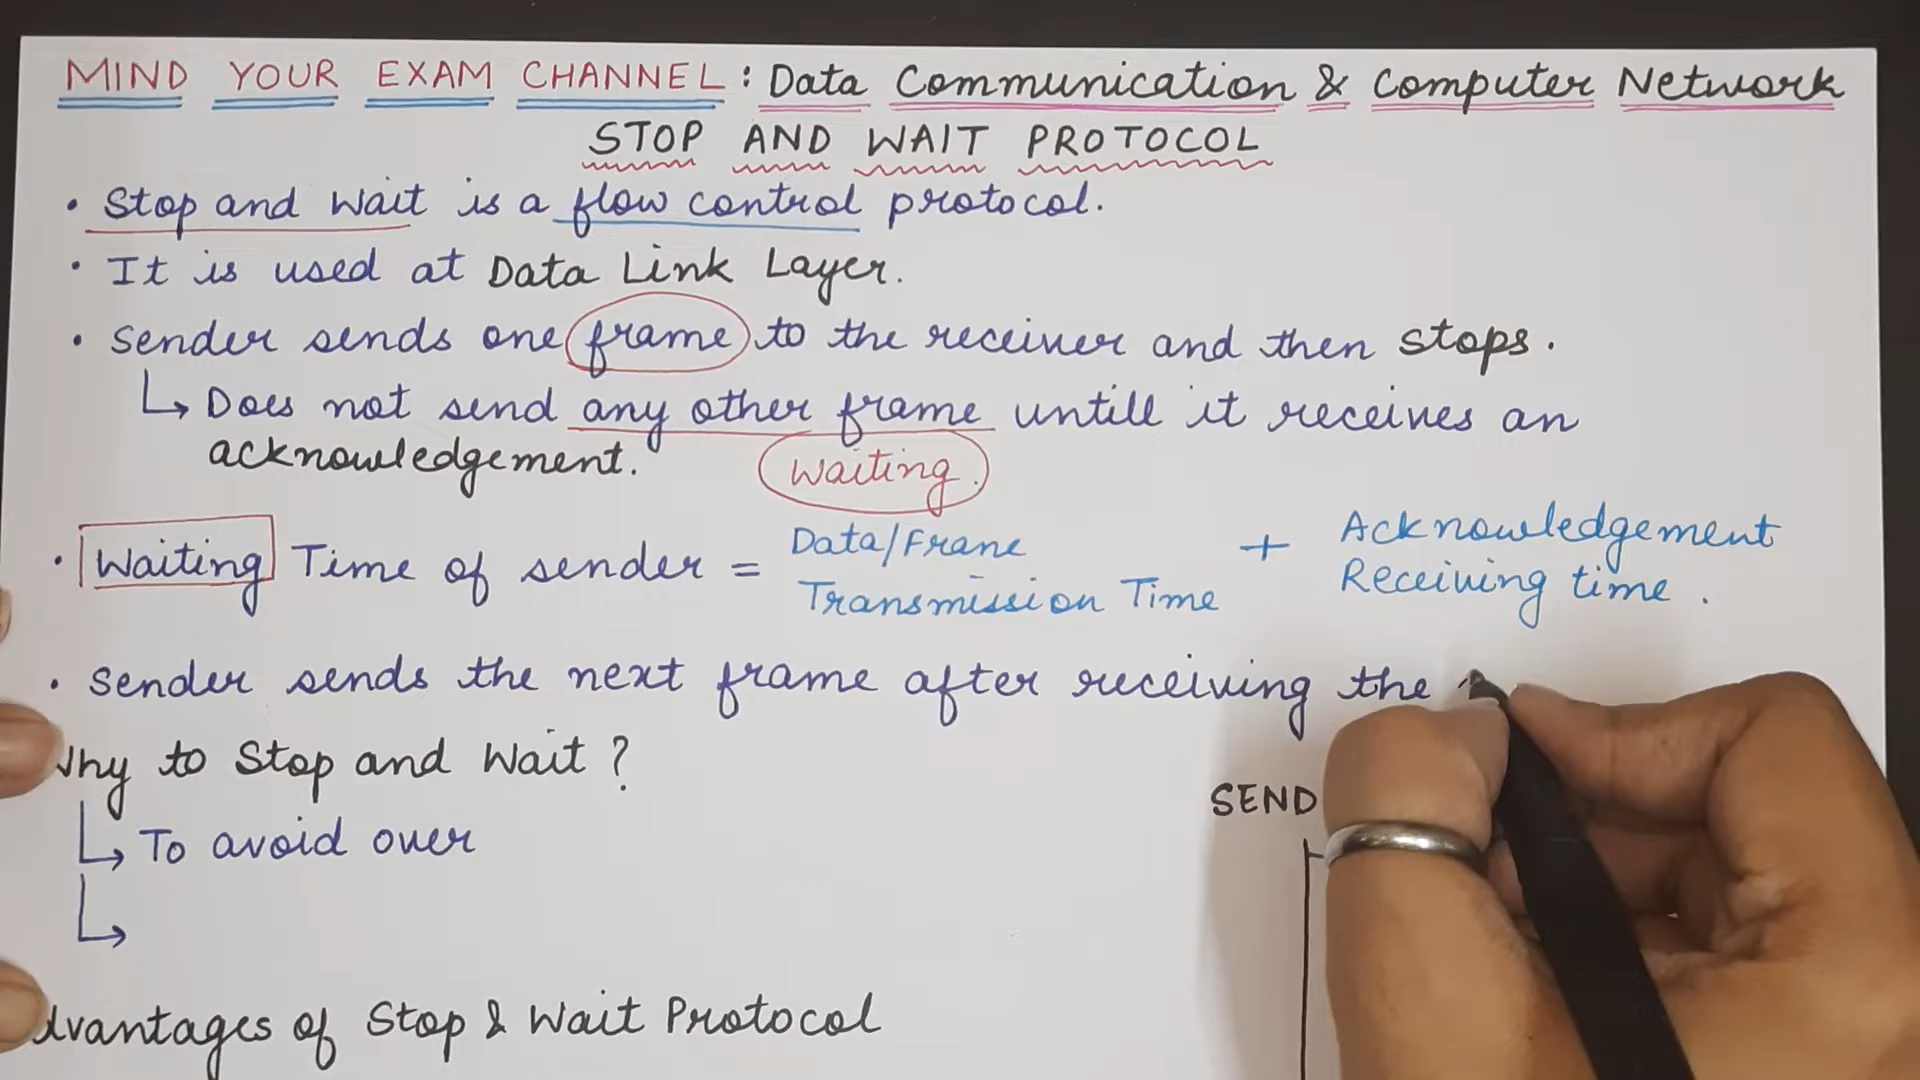 MIND YOUR EXAM CHANNEL: Data Communication & Computer Network
STOP AND WAIT PROTOCOL
• Stop and Wait is a flow control protocol.
• It is used at Data Link Layer.
• Sender sends one frame to the receiver and then stops.
↳ Does not send any other frame untill it receives an
acknowledgement. Waiting.
• Waiting Time of sender = Data/Frane Transmission Time + Acknowledgement Receiving time.
• Sender sends the next frame after receiving the
Why to Stop and Wait?
SEND
↳ To avoid over
↳
dvantages of Stop & Wait Protocol